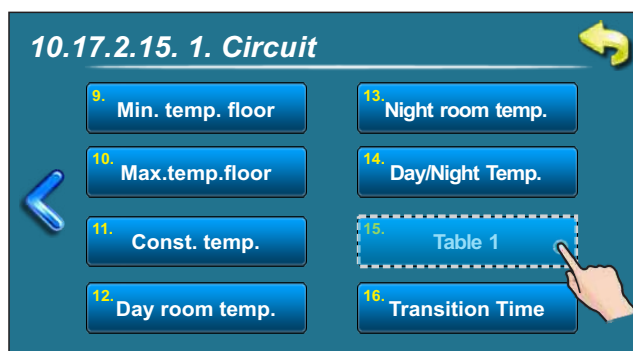 10.17.2.15. 1. Circuit
9. Min. temp. floor
10. Max.temp.floor
11. Const. temp.
12. Day room temp.
13. Night room temp.
14. Day/Night Temp.
15. Table 1
16. Transition Time